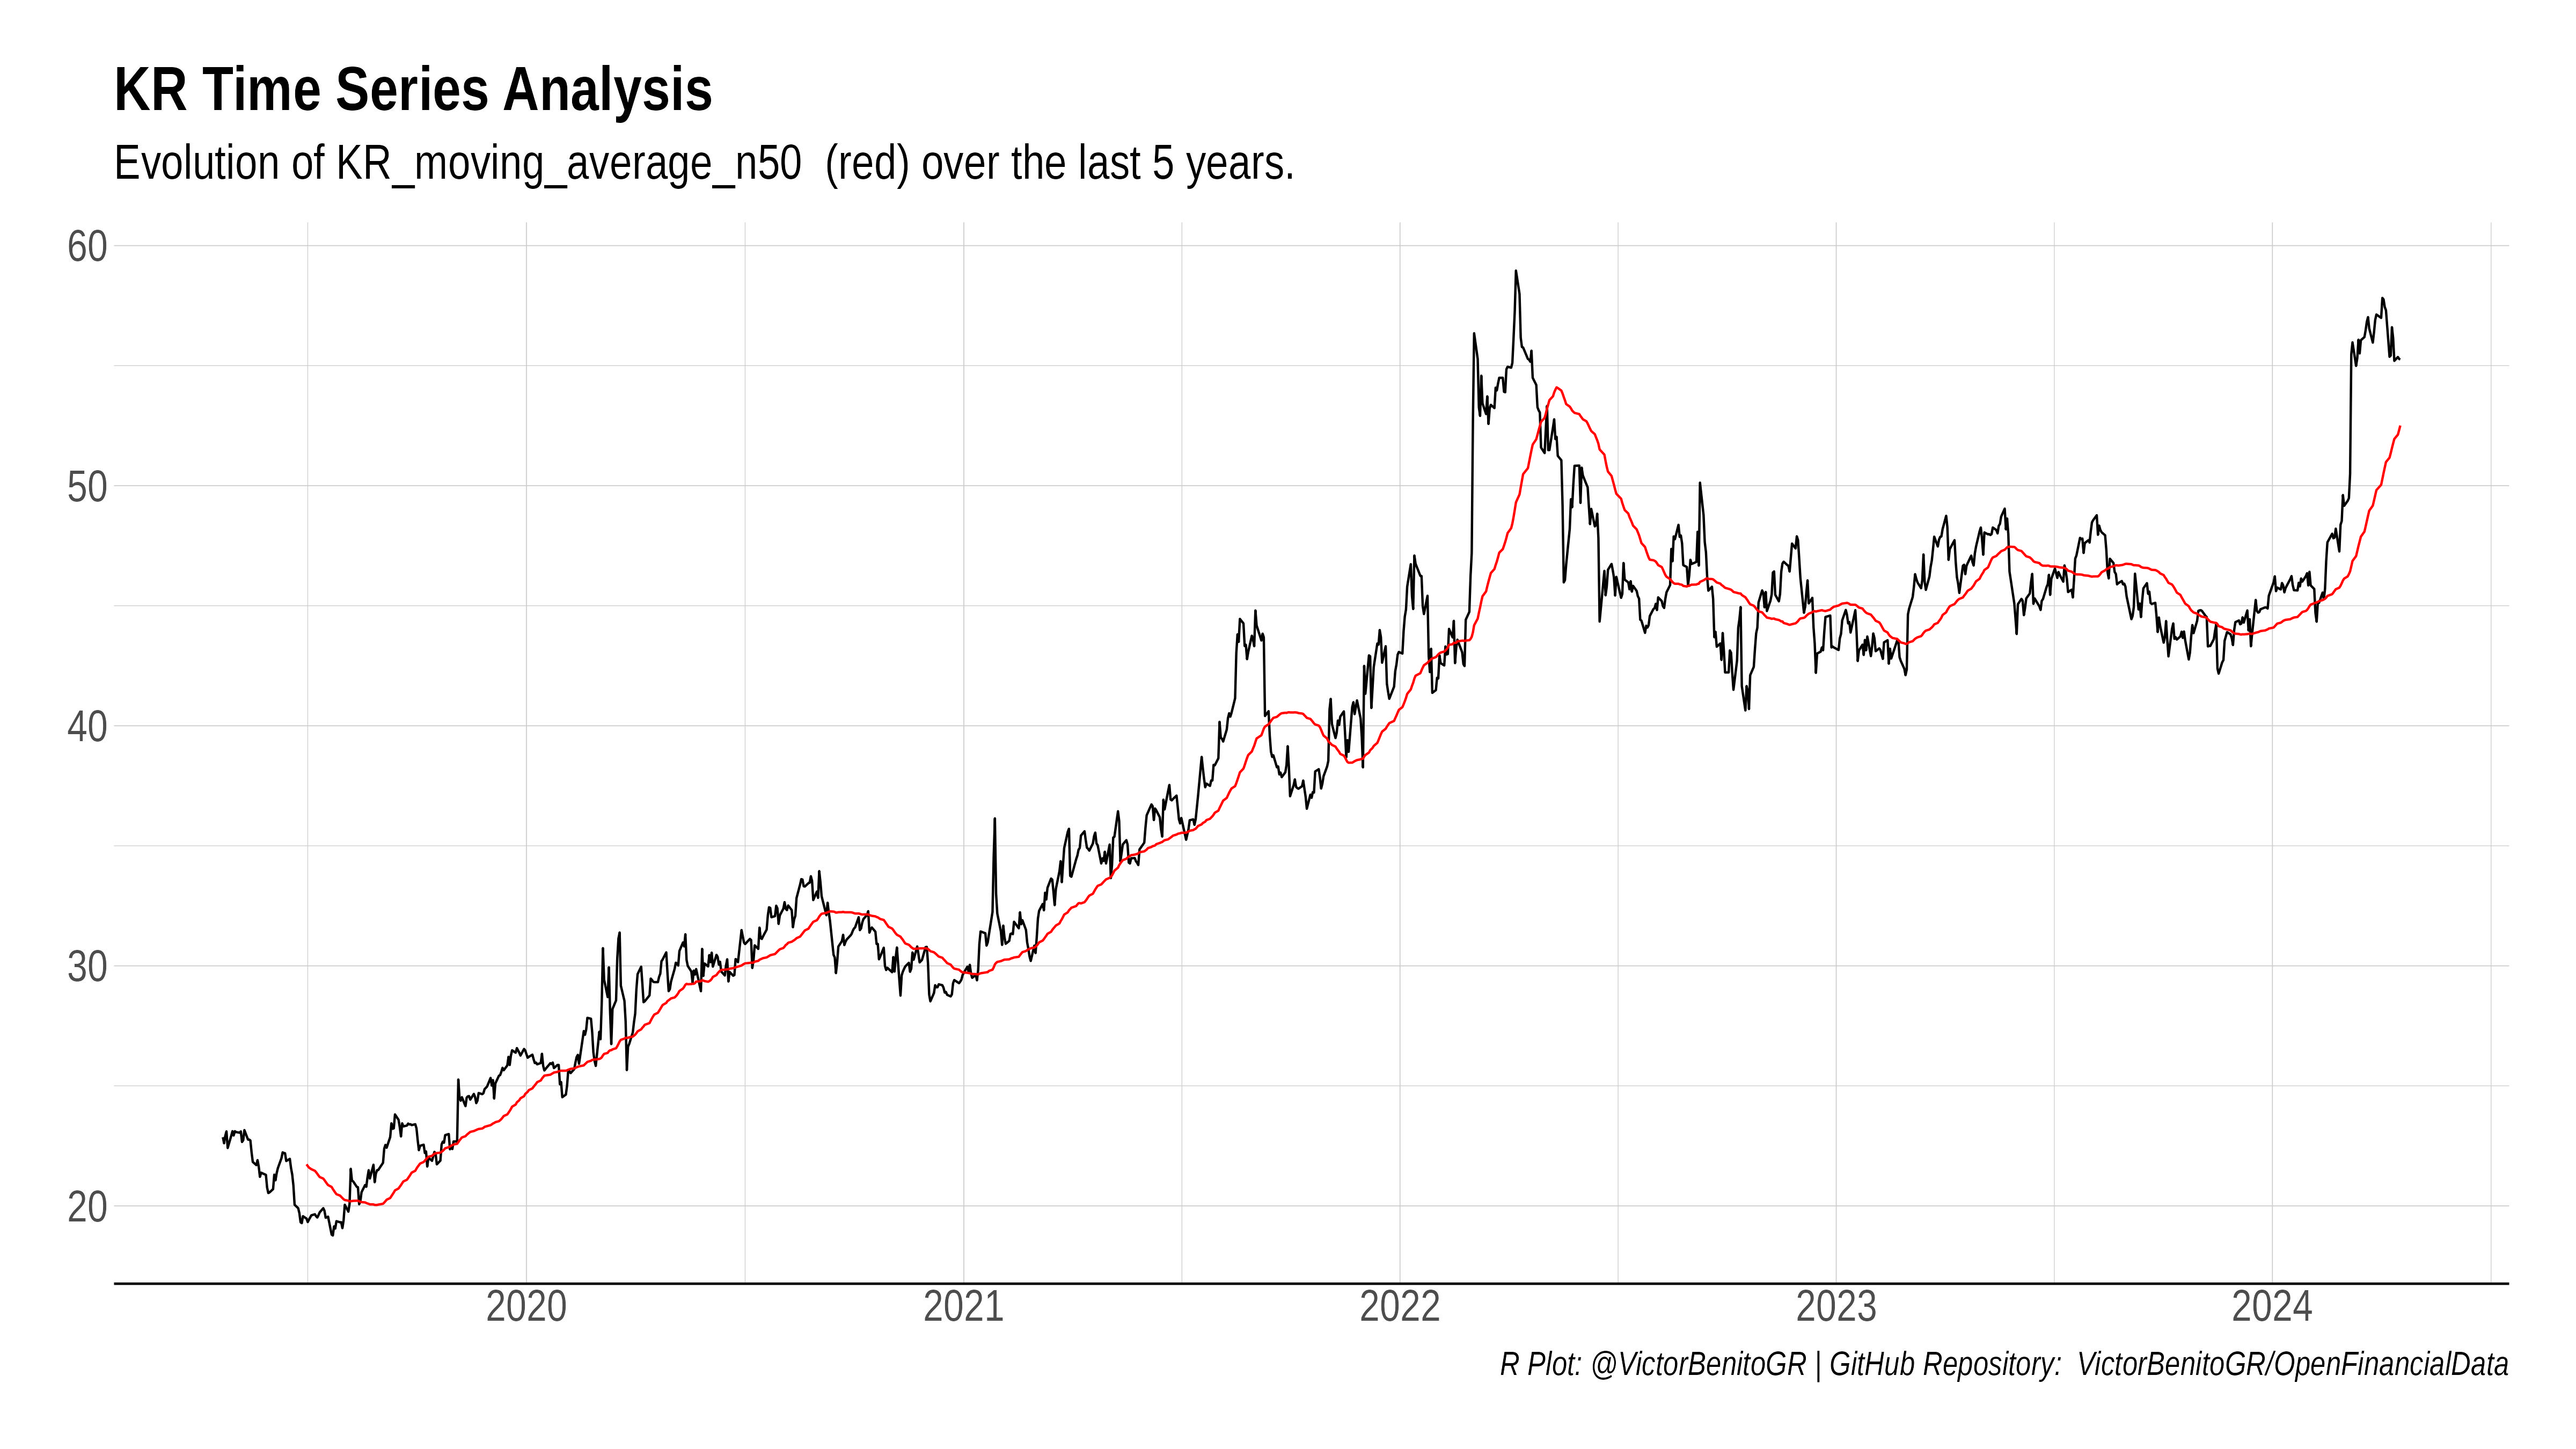 KR Time Series Analysis
Evolution of KR_moving_average_n50  (red) over the last 5 years.
60
50
40
30
20
2020 2021 2022 2023 2024
R Plot: @VictorBenitoGR | GitHub Repository:  VictorBenitoGR/OpenFinancialData